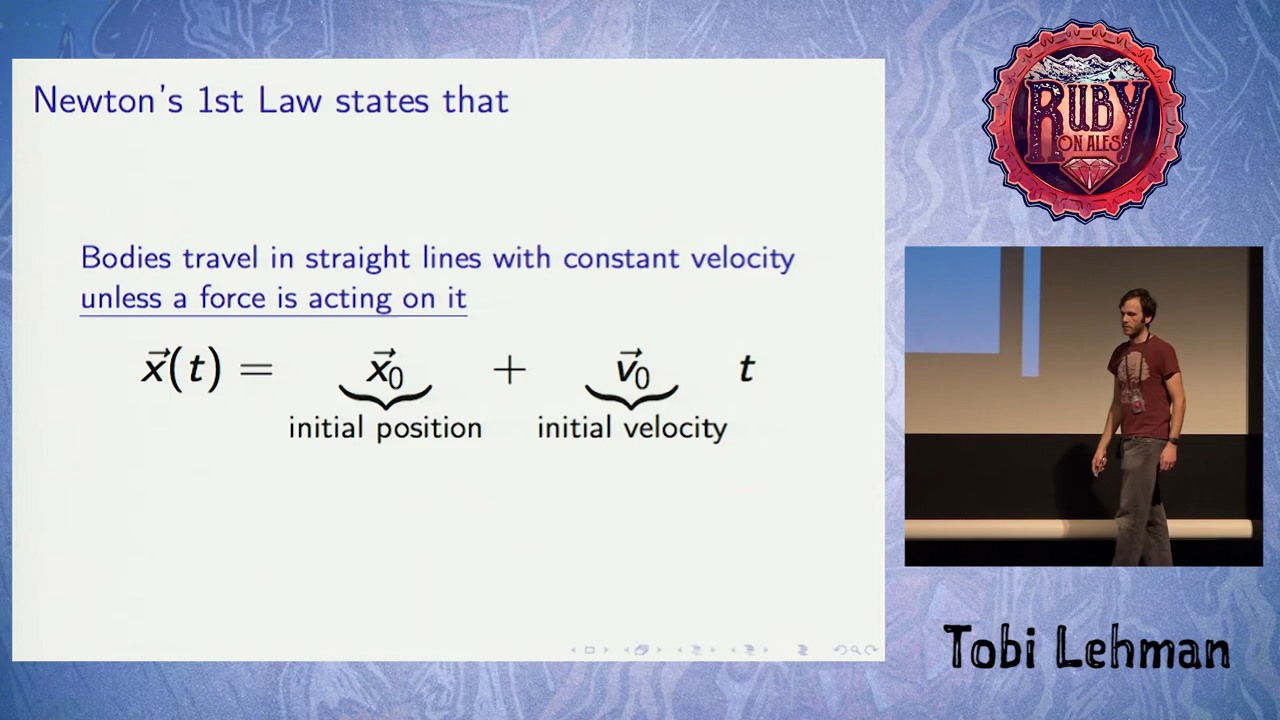 Newton's 1st Law states that
Bodies travel in straight lines with constant velocity
unless a force is acting on it
x⃗(t) = x⃗₀ + v⃗₀ t
initial position initial velocity
RUBY
ON ALES
Tobi Lehman